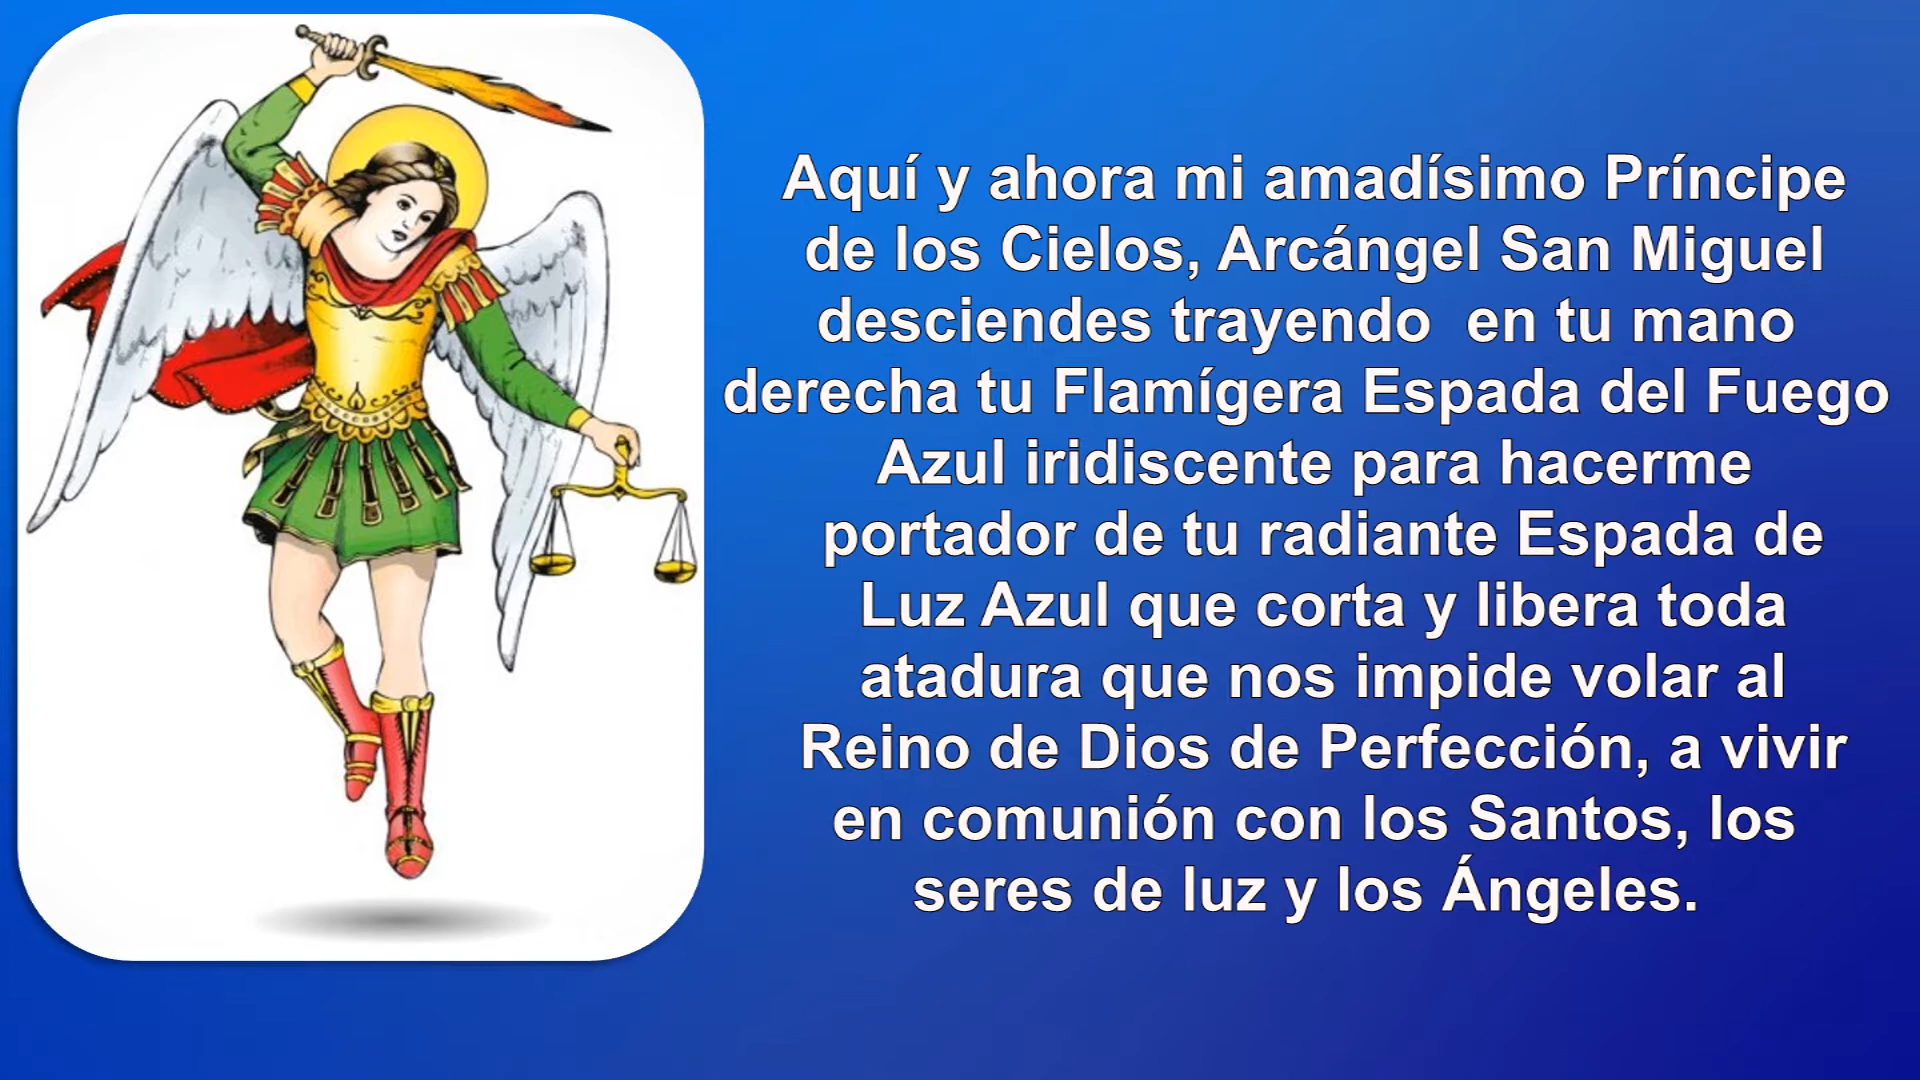 Aquí y ahora mi amadísimo Príncipe
de los Cielos, Arcángel San Miguel
desciendes trayendo  en tu mano
derecha tu Flamígera Espada del Fuego
Azul iridiscente para hacerme
portador de tu radiante Espada de
Luz Azul que corta y libera toda
atadura que nos impide volar al
Reino de Dios de Perfección, a vivir
en comunión con los Santos, los
seres de luz y los Ángeles.